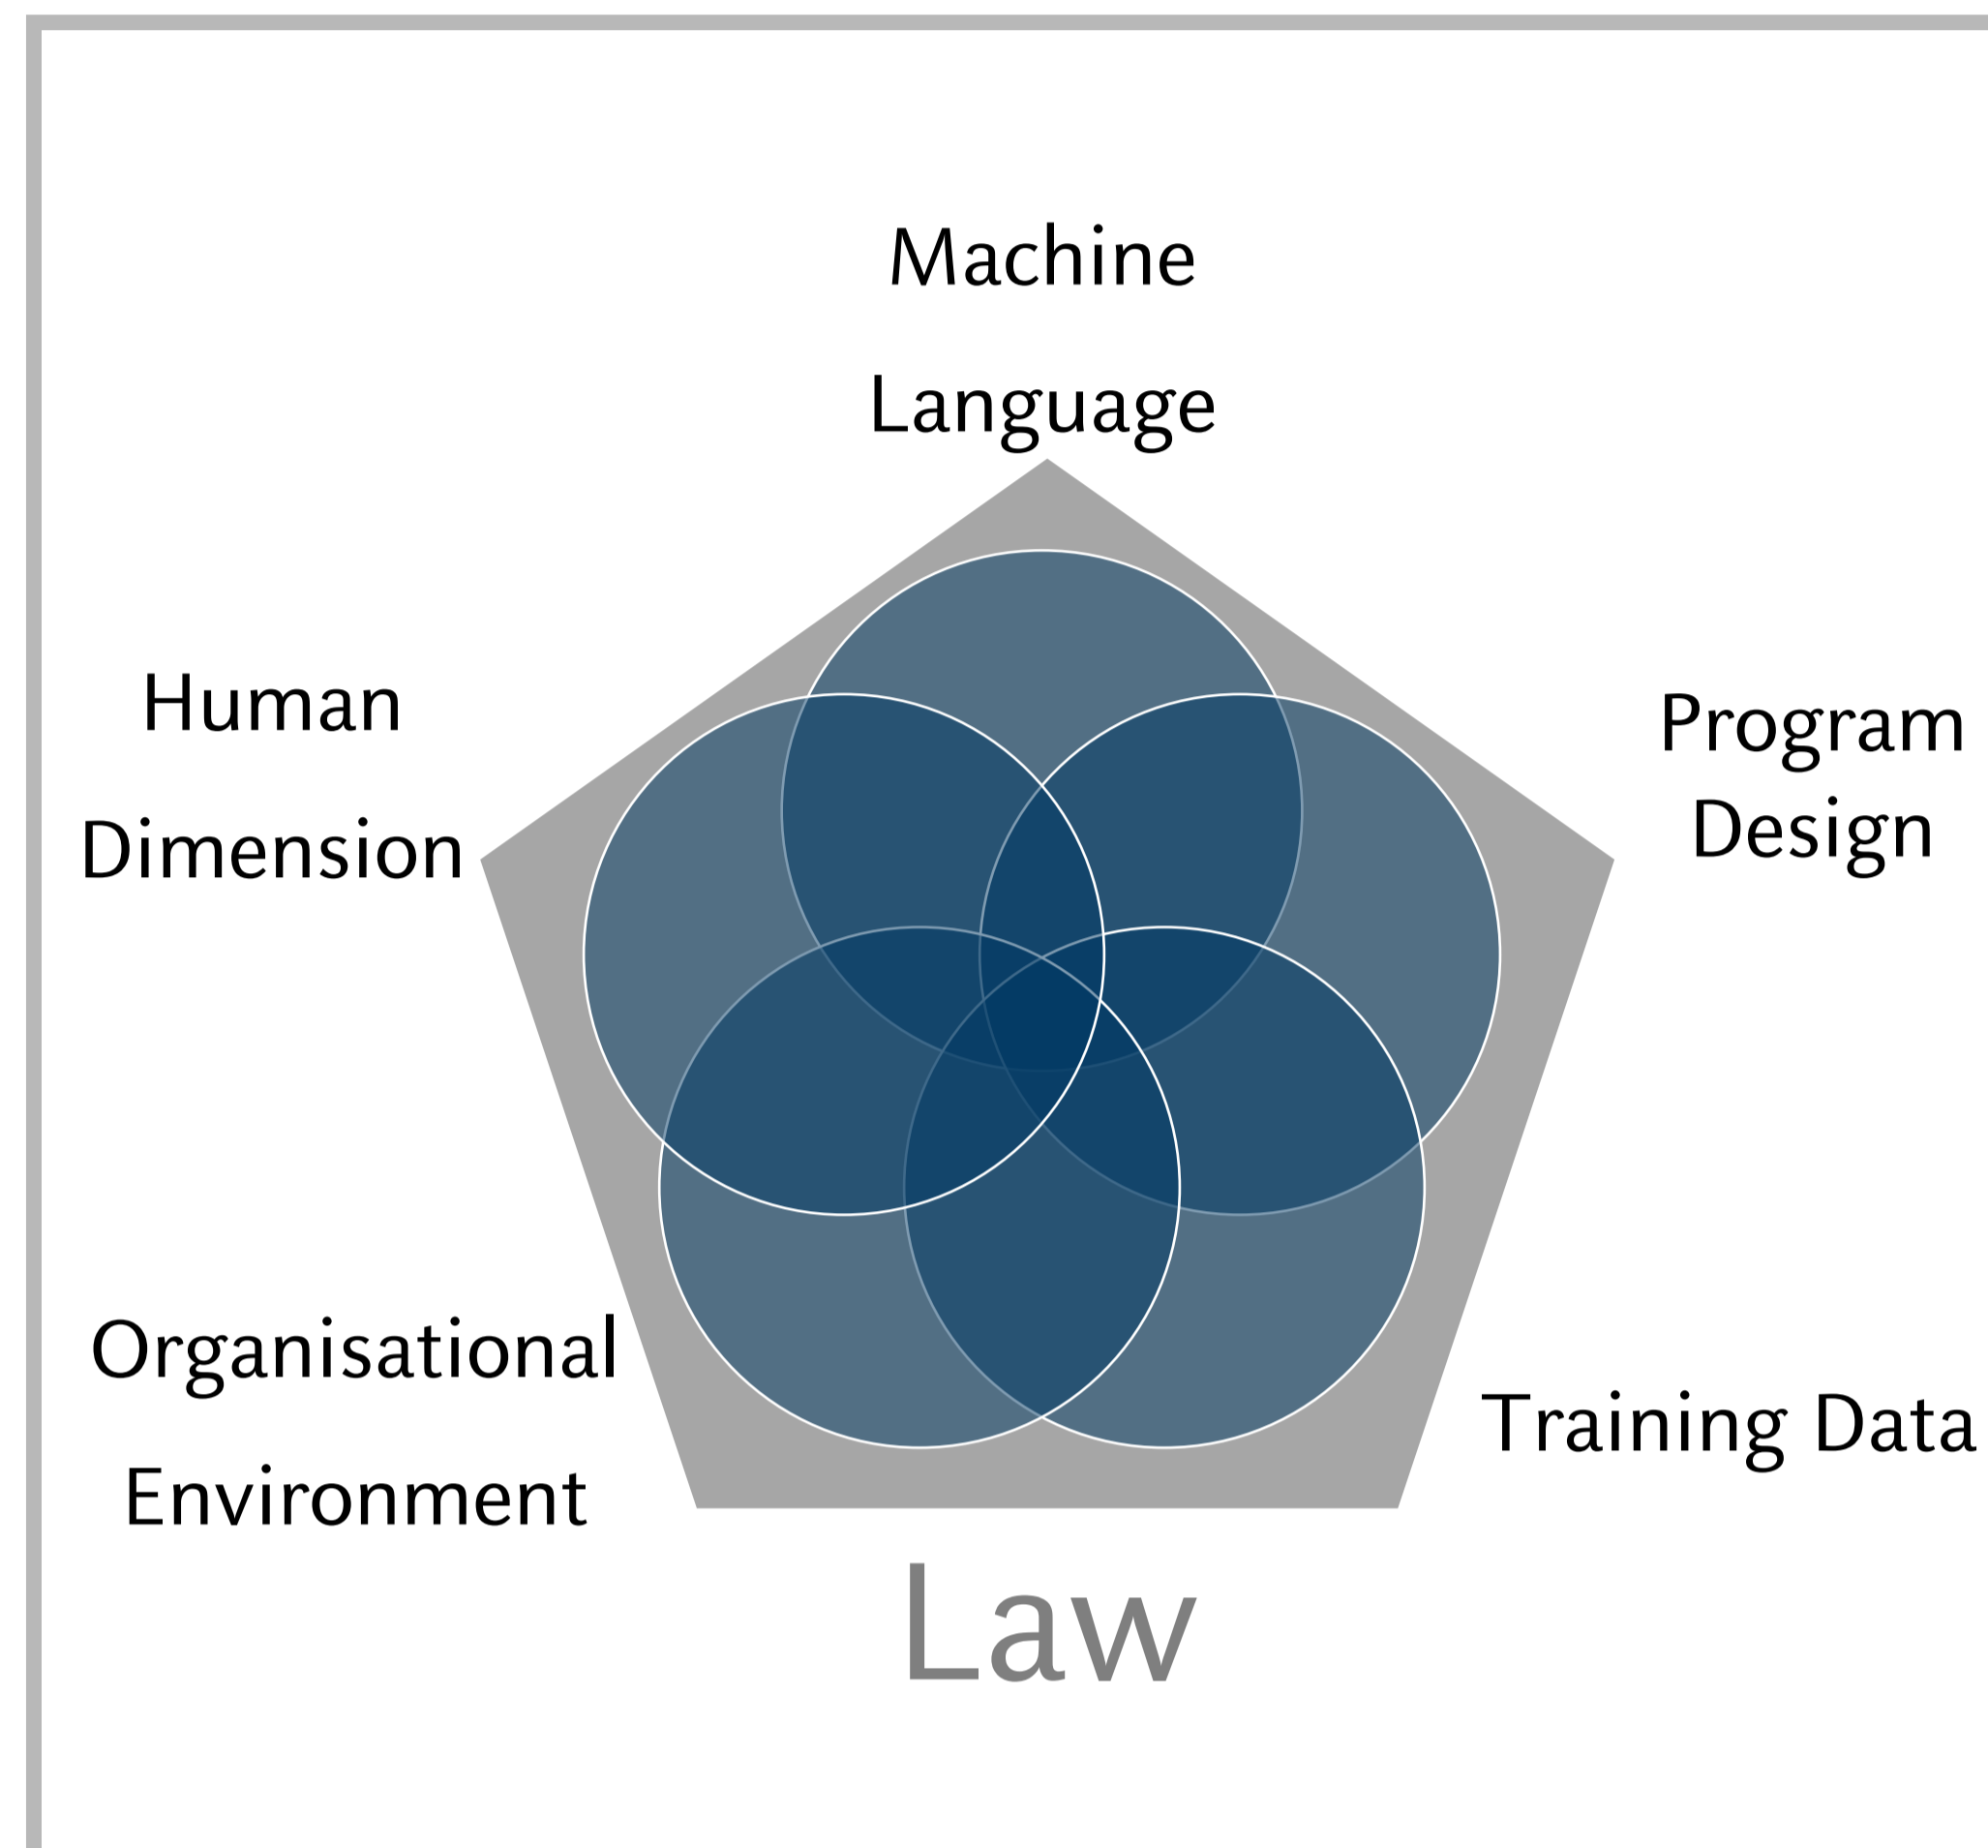 Machine
Language
Human
Dimension
Program
Design
Organisational
Environment
Training Data
Law